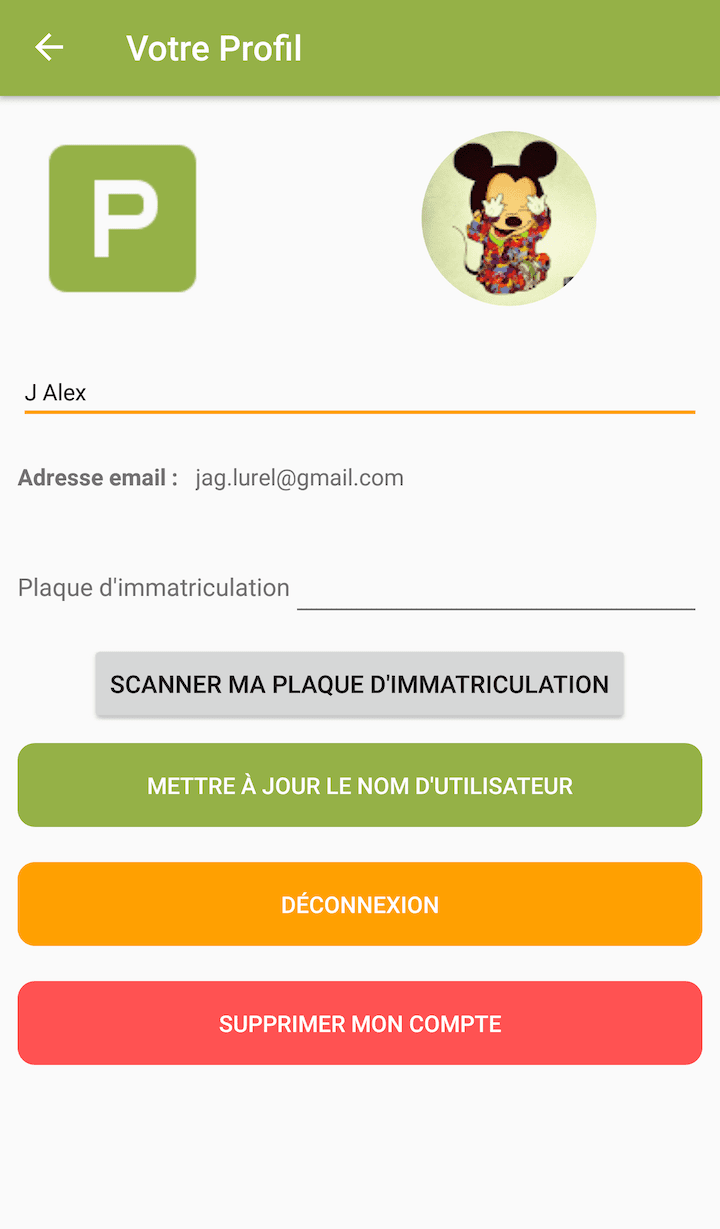 Votre Profil
P
J Alex
Adresse email : jag.lurel@gmail.com
Plaque d'immatriculation
SCANNER MA PLAQUE D'IMMATRICULATION
METTRE À JOUR LE NOM D'UTILISATEUR
DÉCONNEXION
SUPPRIMER MON COMPTE